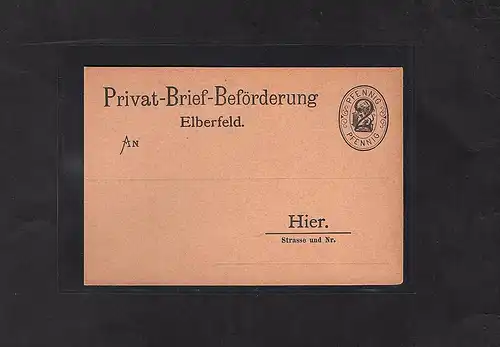 Privat-Brief-Beförderung
Elberfeld.
AN
PFENNIG
2
PFENNIG
Hier.
Strasse und Nr.